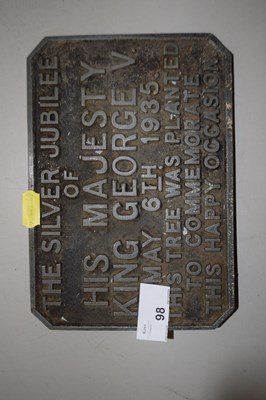 THE SILVER JUBILEE
OF
HIS MAJESTY
KING GEORGE V.
MAY 6TH 1935.
THIS TREE WAS PLANTED
TO COMMEMORATE
THIS HAPPY OCCASION
98